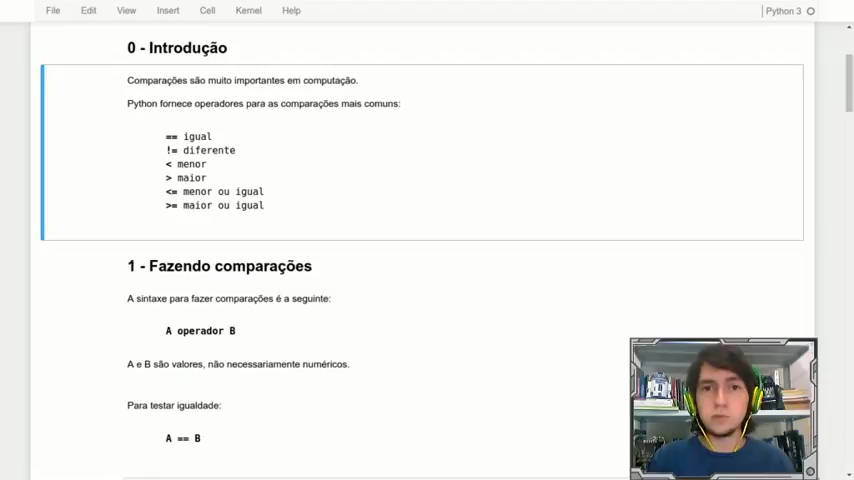 File Edit View Insert Cell Kernel Help Python 3
0 - Introdução
Comparações são muito importantes em computação.
Python fornece operadores para as comparações mais comuns:
== igual
!= diferente
< menor
> maior
<= menor ou igual
>= maior ou igual
1 - Fazendo comparações
A sintaxe para fazer comparações é a seguinte:
A operador B
A e B são valores, não necessariamente numéricos.
Para testar igualdade:
A == B